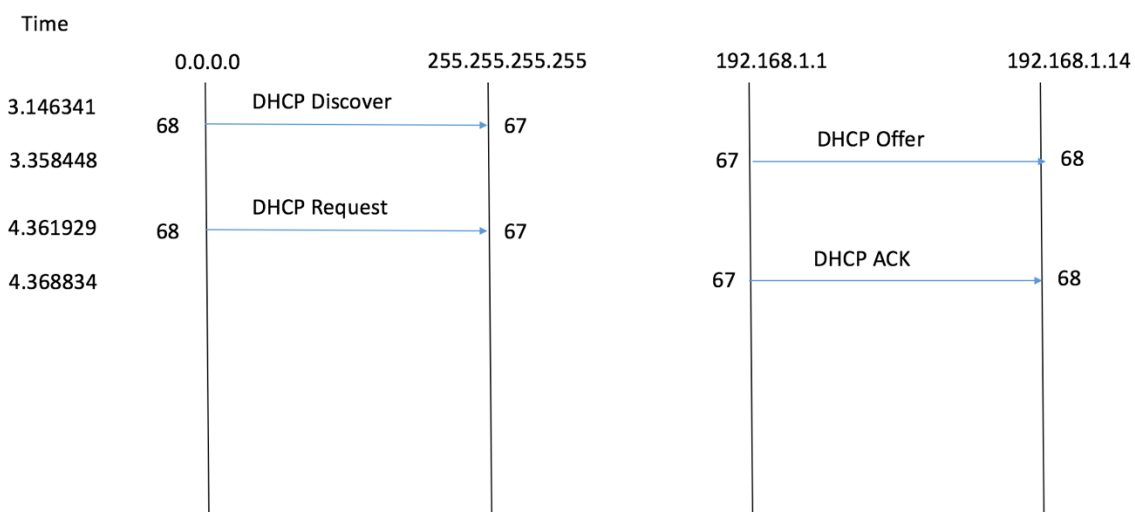 Time
0.0.0.0 255.255.255.255 192.168.1.1 192.168.1.14
3.146341 68 DHCP Discover 67
3.358448 67 DHCP Offer 68
4.361929 68 DHCP Request 67
4.368834 67 DHCP ACK 68